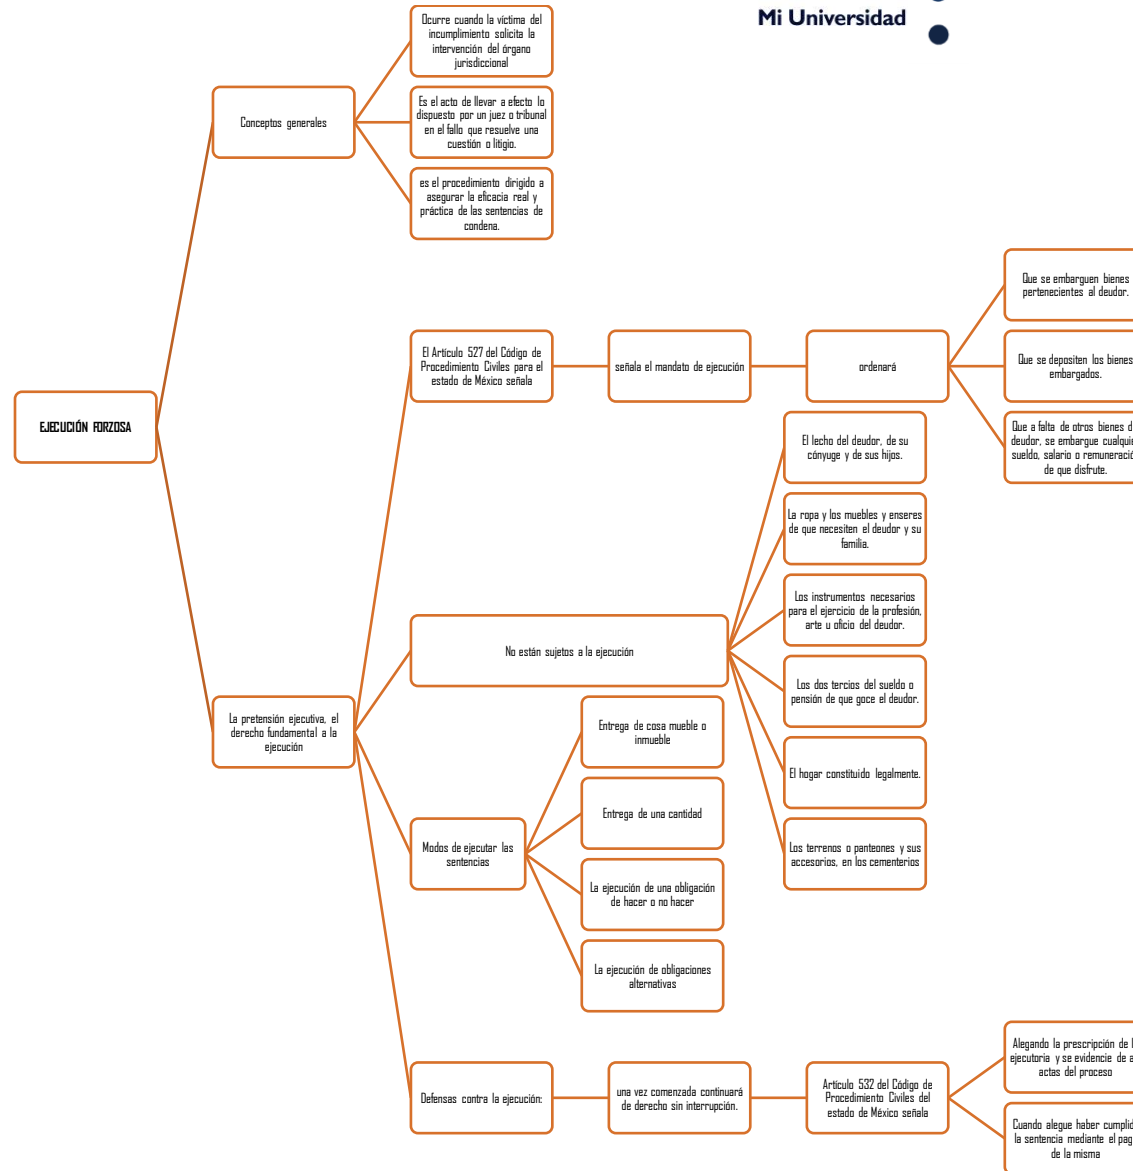 Mi Universidad
Ocurre cuando la víctima del
incumplimiento solicita la
intervención del órgano
jurisdiccional
Conceptos generales
Es el acto de llevar a efecto lo
dispuesto por un juez o tribunal
en el fallo que resuelve una
cuestión o litigio.
es el procedimiento dirigido a
asegurar la eficacia real y
práctica de las sentencias de
condena.
EJECUCIÓN FORZOSA
La pretensión ejecutiva, el
derecho fundamental a la
ejecución
El Artículo 527 del Código de
Procedimiento Civiles para el
estado de México señala
señala el mandato de ejecución
ordenará
Que se embarguen bienes
pertenecientes al deudor.
Que se depositen los bienes
embargados.
Que a falta de otros bienes
deudor, se embargue
sueldo, salario o
de que disfrute.
No están sujetos a la ejecución
El lecho del deudor, de su
cónyuge y de sus hijos.
La ropa y los muebles y enseres
de que necesiten el deudor y su
familia.
Los instrumentos necesarios
para el ejercicio de la profesión,
arte u oficio del deudor.
Los dos tercios del sueldo o
pensión de que goce el deudor.
El hogar constituido legalmente.
Los terrenos o panteones y sus
accesorios, en los cementerios
Modos de ejecutar las
sentencias
Entrega de cosa mueble o
inmueble
Entrega de una cantidad
La ejecución de una obligación
de hacer o no hacer
La ejecución de obligaciones
alternativas
Defensas contra la ejecución:
una vez comenzada continuará
de derecho sin interrupción.
Artículo 532 del Código de
Procedimiento Civiles del
estado de México señala
Alegando la prescripción de
ejecutoria y se evidencie de
actas del proceso
Cuando alegue haber
la sentencia mediante el
de la misma